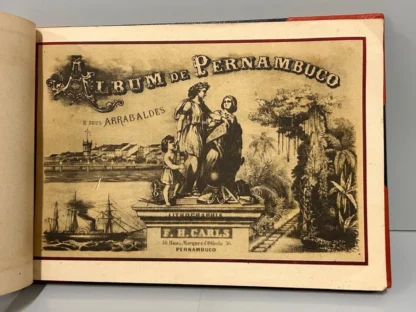 ALBUM DE PERNAMBUCO
E SEUS ARRABALDES
LITHOGRAPHIA
F. H. CARLS
PERNAMBUCO